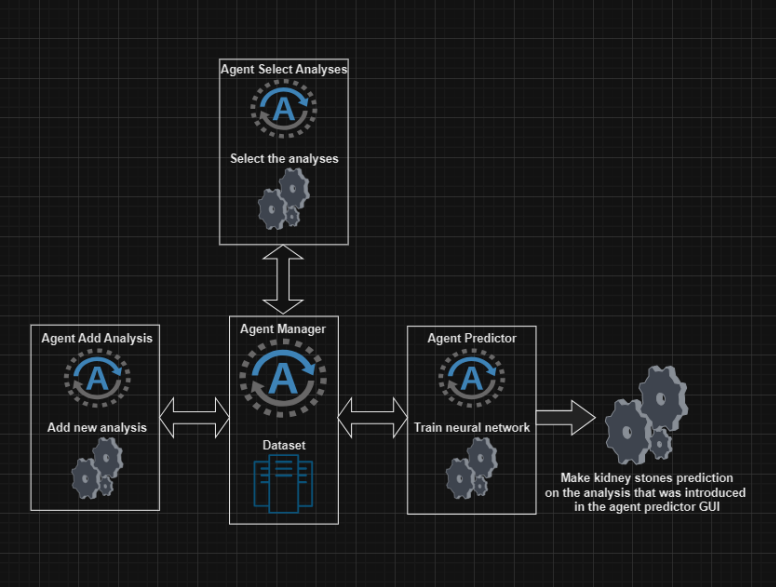 Agent Select Analyses
A
Select the analyses
Agent Add Analysis
A
Add new analysis
Agent Manager
A
Dataset
Agent Predictor
A
Train neural network
Make kidney stones prediction
on the analysis that was introduced
in the agent predictor GUI